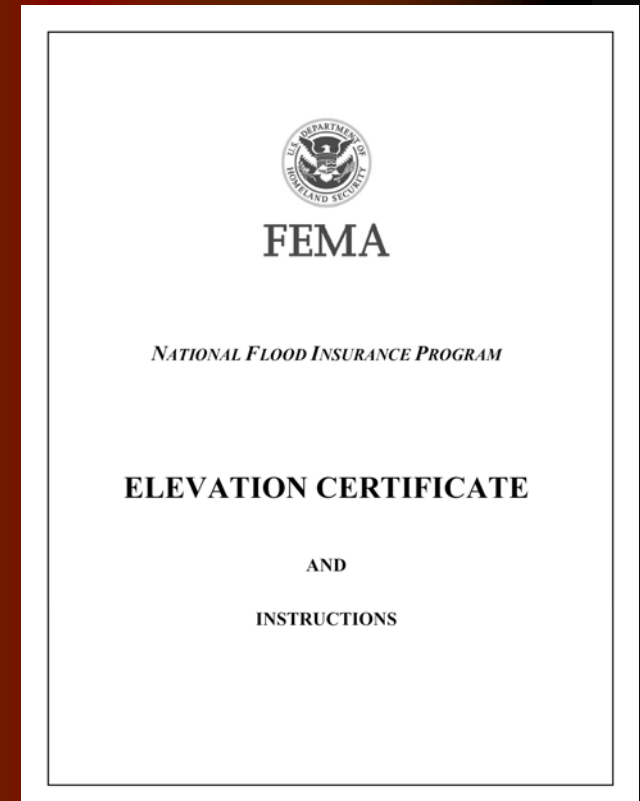 U.S. DEPARTMENT OF
HOMELAND SECURITY
FEMA
NATIONAL FLOOD INSURANCE PROGRAM
ELEVATION CERTIFICATE
AND
INSTRUCTIONS